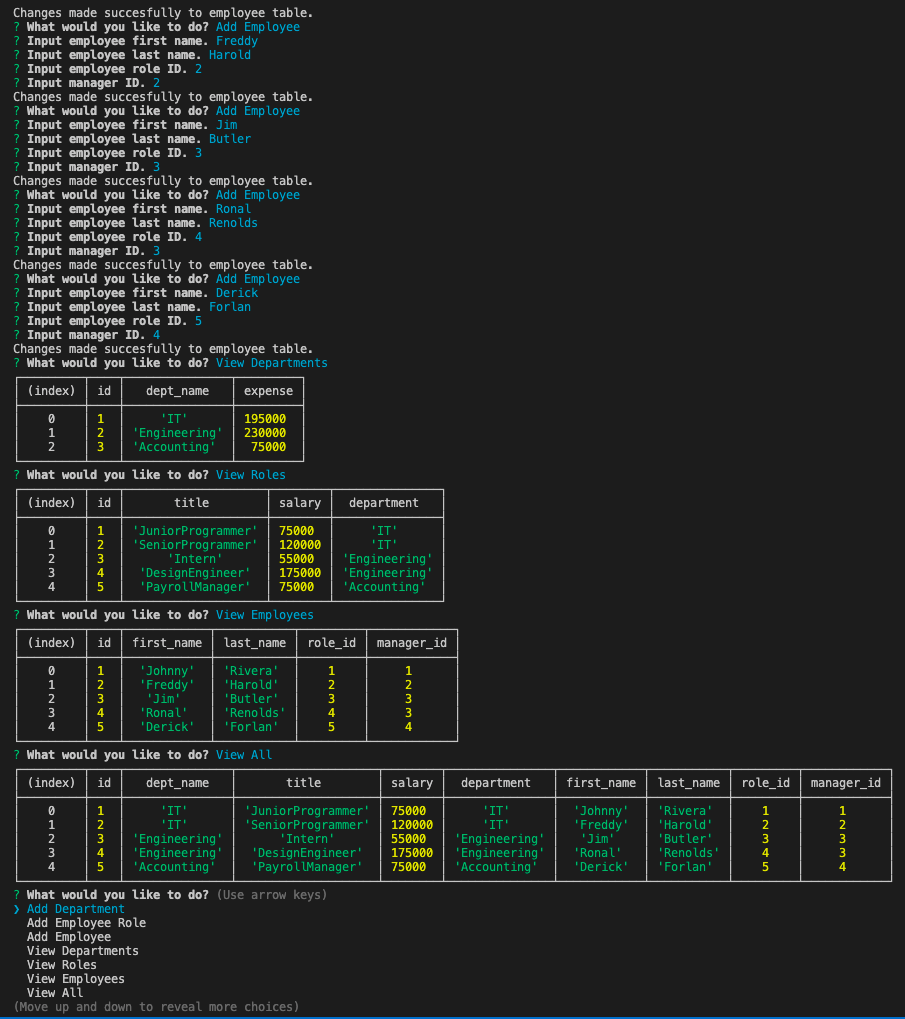 Changes made succesfully to employee table.
? What would you like to do? Add Employee
? Input employee first name. Freddy
? Input employee last name. Harold
? Input employee role ID. 2
? Input manager ID. 2
Changes made succesfully to employee table.
? What would you like to do? Add Employee
? Input employee first name. Jim
? Input employee last name. Butler
? Input employee role ID. 3
? Input manager ID. 3
Changes made succesfully to employee table.
? What would you like to do? Add Employee
? Input employee first name. Ronal
? Input employee last name. Renolds
? Input employee role ID. 4
? Input manager ID. 3
Changes made succesfully to employee table.
? What would you like to do? Add Employee
? Input employee first name. Derick
? Input employee last name. Forlan
? Input employee role ID. 5
? Input manager ID. 4
Changes made succesfully to employee table.
? What would you like to do? View Departments
(index) id dept_name expense
0 1 'IT' 195000
1 2 'Engineering' 230000
2 3 'Accounting' 75000
? What would you like to do? View Roles
(index) id title salary department
0 1 'JuniorProgrammer' 75000 'IT'
1 2 'SeniorProgrammer' 120000 'IT'
2 3 'Intern' 55000 'Engineering'
3 4 'DesignEngineer' 175000 'Engineering'
4 5 'PayrollManager' 75000 'Accounting'
? What would you like to do? View Employees
(index) id first_name last_name role_id manager_id
0 1 'Johnny' 'Rivera' 1 1
1 2 'Freddy' 'Harold' 2 2
2 3 'Jim' 'Butler' 3 3
3 4 'Ronal' 'Renolds' 4 3
4 5 'Derick' 'Forlan' 5 4
? What would you like to do? View All
(index) id dept_name title salary department first_name last_name role_id manager_id
0 1 'IT' 'JuniorProgrammer' 75000 'IT' 'Johnny' 'Rivera' 1 1
1 2 'IT' 'SeniorProgrammer' 120000 'IT' 'Freddy' 'Harold' 2 2
2 3 'Engineering' 'Intern' 55000 'Engineering' 'Jim' 'Butler' 3 3
3 4 'Engineering' 'DesignEngineer' 175000 'Engineering' 'Ronal' 'Renolds' 4 3
4 5 'Accounting' 'PayrollManager' 75000 'Accounting' 'Derick' 'Forlan' 5 4
? What would you like to do? (Use arrow keys)
❯ Add Department
Add Employee Role
Add Employee
View Departments
View Roles
View Employees
View All
(Move up and down to reveal more choices)